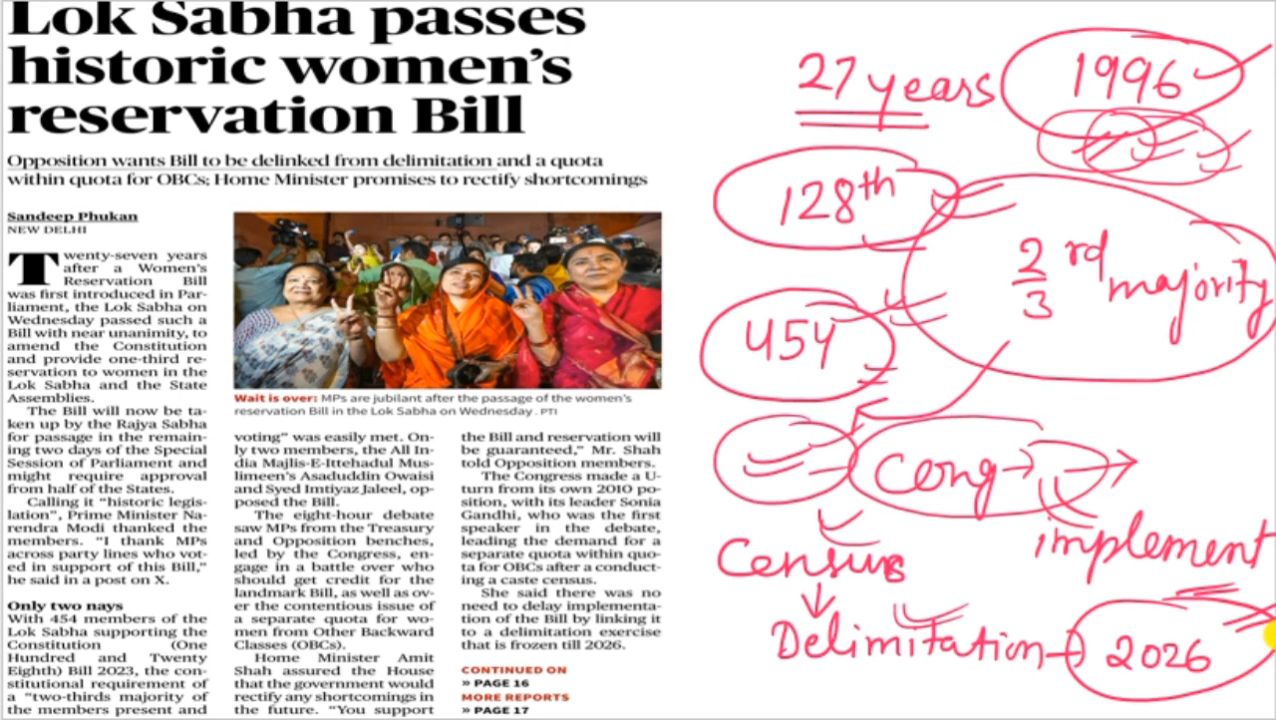 Lok Sabha passes
historic women's
reservation Bill
Opposition wants Bill to be delinked from delimitation and a quota
within quota for OBCs; Home Minister promises to rectify shortcomings
Sandeep Phukan
NEW DELHI
Twenty-seven years
after a Women's
Reservation Bill
was first introduced in Par-
liament, the Lok Sabha on
Wednesday passed such a
Bill with near unanimity, to
amend the Constitution
and provide one-third re-
servation to women in the
Lok Sabha and the State
Assemblies.
The Bill will now be ta-
ken up by the Rajya Sabha
for passage in the remain-
ing two days of the Special
Session of Parliament and
might require approval
from half of the States.
Calling it "historic legis-
lation", Prime Minister Na-
rendra Modi thanked the
members. "I thank MPs
across party lines who vot-
ed in support of this Bill,"
he said in a post on X.
Only two nays
With 454 members of the
Lok Sabha supporting the
Constitution (One
Hundred and Twenty
Eighth) Bill 2023, the con-
stitutional requirement of
a "two-thirds majority of
the members present and
Wait is over: MPs are jubilant after the passage of the women's
reservation Bill in the Lok Sabha on Wednesday. PTI
voting" was easily met. On-
ly two members, the All In-
dia Majlis-E-Ittehadul Mus-
limeen's Asaduddin Owaisi
and Syed Imtiyaz Jaleel, op-
posed the Bill.
The eight-hour debate
saw MPs from the Treasury
and Opposition benches,
led by the Congress, en-
gage in a battle over who
should get credit for the
landmark Bill, as well as ov-
er the contentious issue of
a separate quota for wo-
men from Other Backward
Classes (OBCs).
Home Minister Amit
Shah assured the House
that the government would
rectify any shortcomings in
the future. "You support
the Bill and reservation will
be guaranteed," Mr. Shah
told Opposition members.
The Congress made a U-
turn from its own 2010 po-
sition, with its leader Sonia
Gandhi, who was the first
speaker in the debate,
leading the demand for a
separate quota within quo-
ta for OBCs after a conduct-
ing a caste census.
She said there was no
need to delay implementa-
tion of the Bill by linking it
to a delimitation exercise
that is frozen till 2026.
CONTINUED ON
» PAGE 16
MORE REPORTS
» PAGE 17
27 years 1996
128th
2/3 rd majority
454
Cong →
implement
Census
↓
Delimitation → 2026